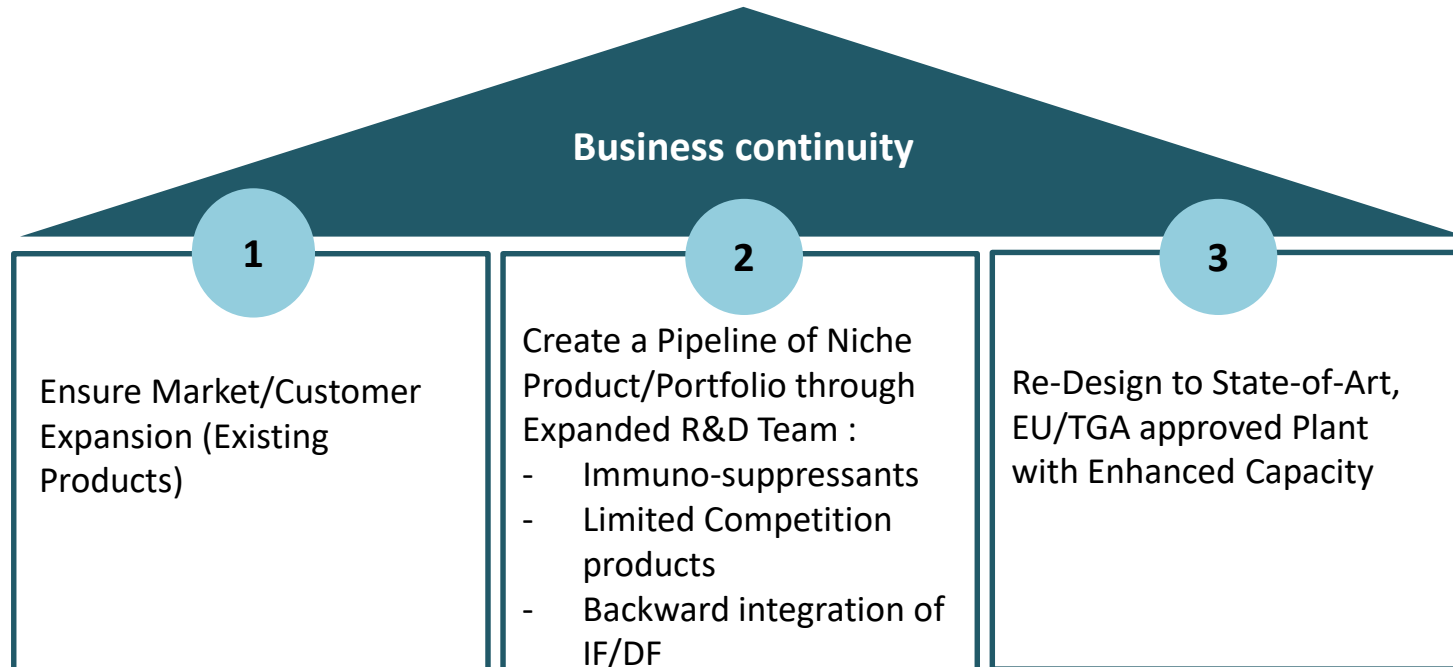 Business continuity
1
Ensure Market/Customer
Expansion (Existing
Products)
2
Create a Pipeline of Niche
Product/Portfolio through
Expanded R&D Team :
- Immuno-suppressants
- Limited Competition
products
- Backward integration of
IF/DF
3
Re-Design to State-of-Art,
EU/TGA approved Plant
with Enhanced Capacity